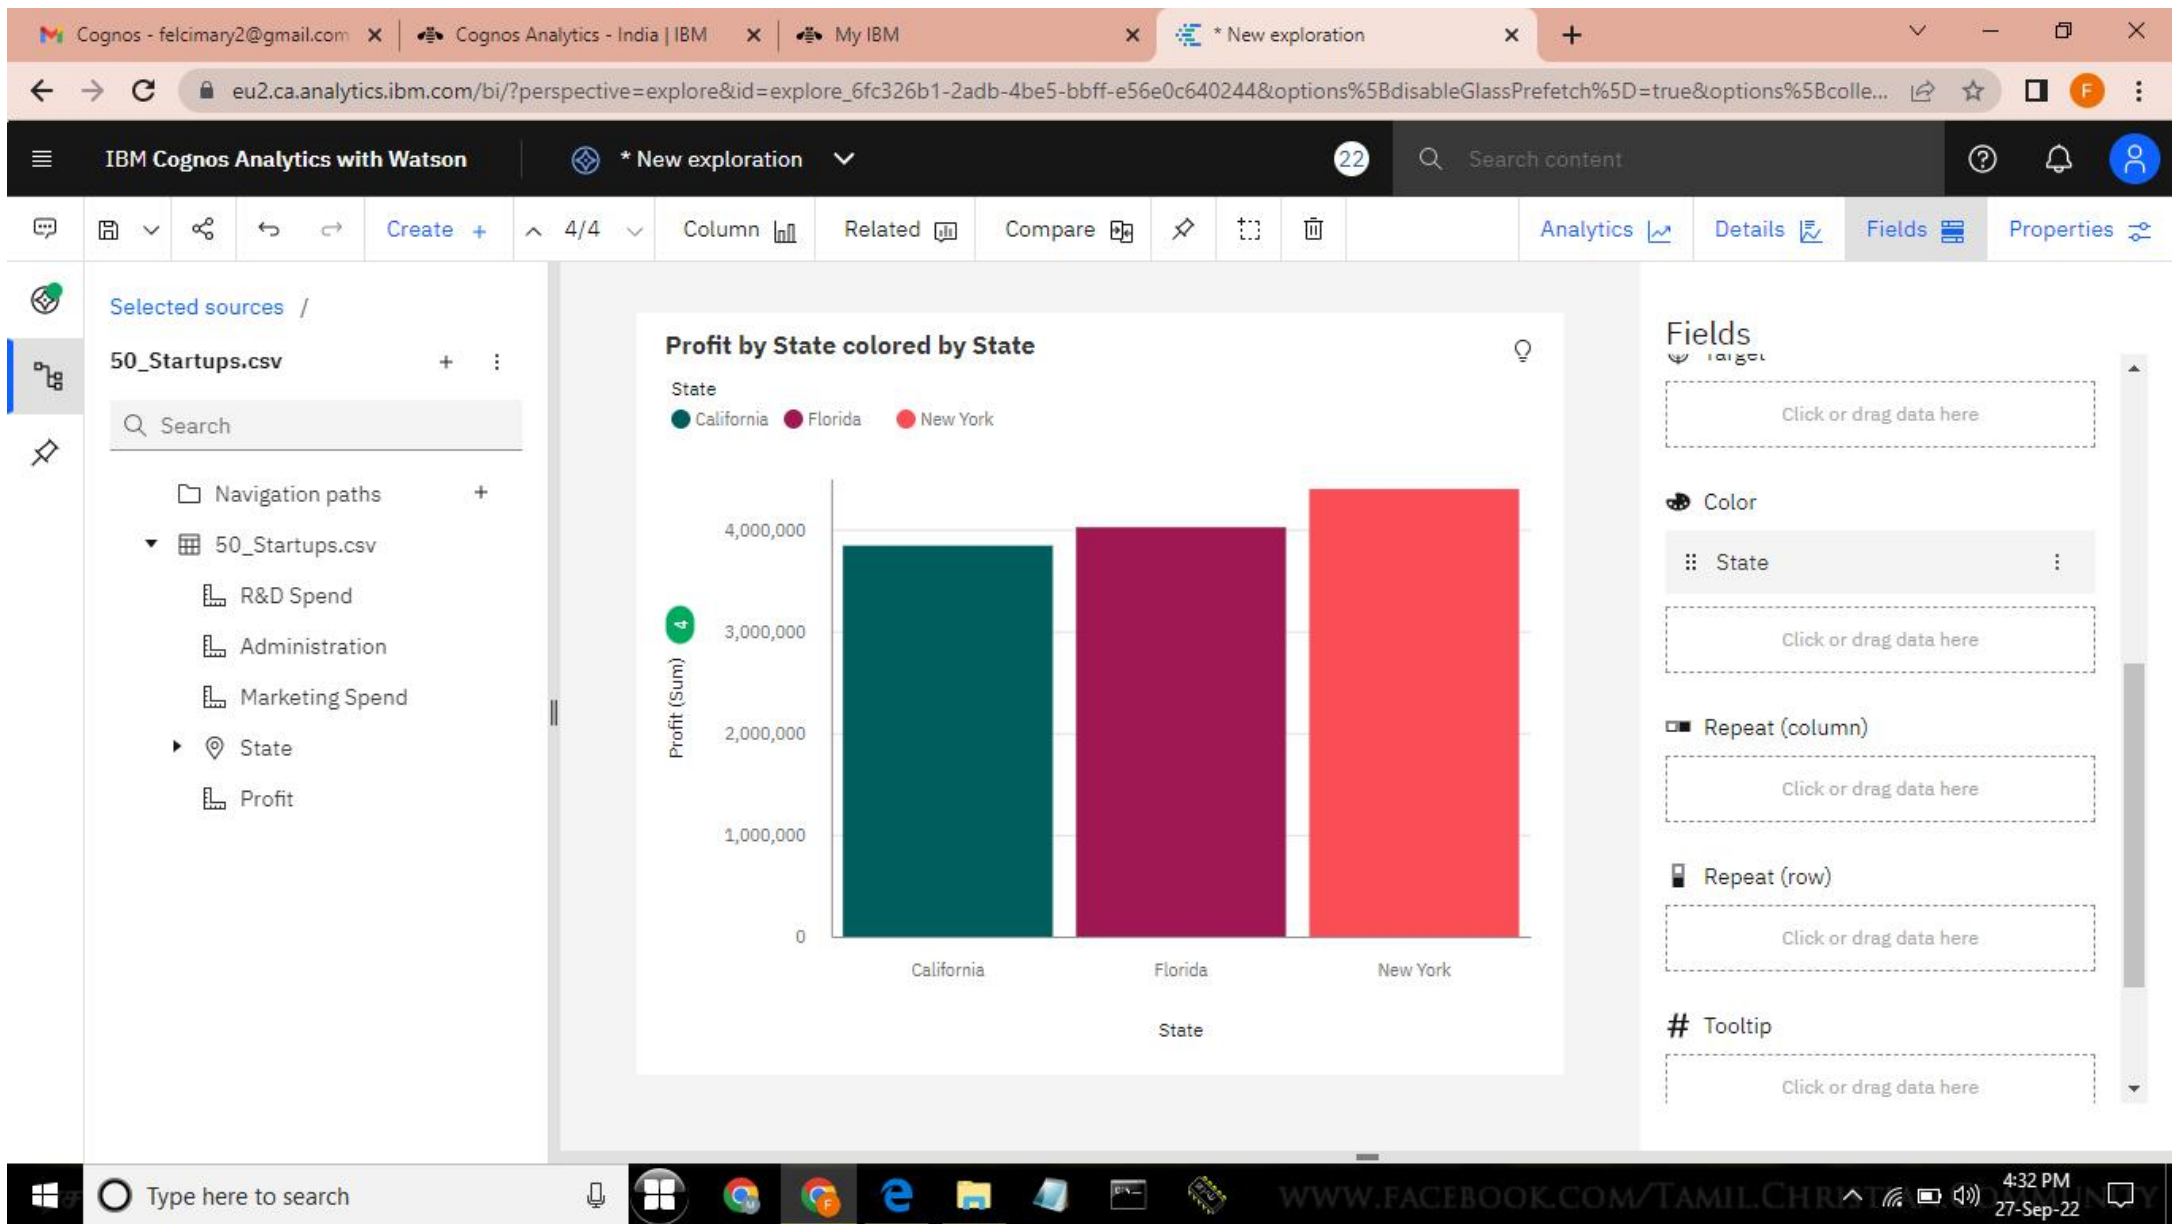 Cognos - felcimary2@gmail.com
Cognos Analytics - India | IBM
My IBM
* New exploration
eu2.ca.analytics.ibm.com/bi/?perspective=explore&id=explore_6fc326b1-2adb-4be5-bbff-e56e0c640244&options%5BdisableGlassPrefetch%5D=true&options%5Bcolle...
F
IBM Cognos Analytics with Watson
* New exploration
22
Search content
Create +
4/4
Column
Related
Compare
Analytics
Details
Fields
Properties
Selected sources /
50_Startups.csv
Search
Navigation paths
50_Startups.csv
R&D Spend
Administration
Marketing Spend
State
Profit
Profit by State colored by State
State
California
Florida
New York
4,000,000
3,000,000
2,000,000
1,000,000
0
4
Profit (Sum)
California
Florida
New York
State
Fields
Target
Click or drag data here
Color
State
Click or drag data here
Repeat (column)
Click or drag data here
Repeat (row)
Click or drag data here
# Tooltip
Click or drag data here
Type here to search
4:32 PM
27-Sep-22